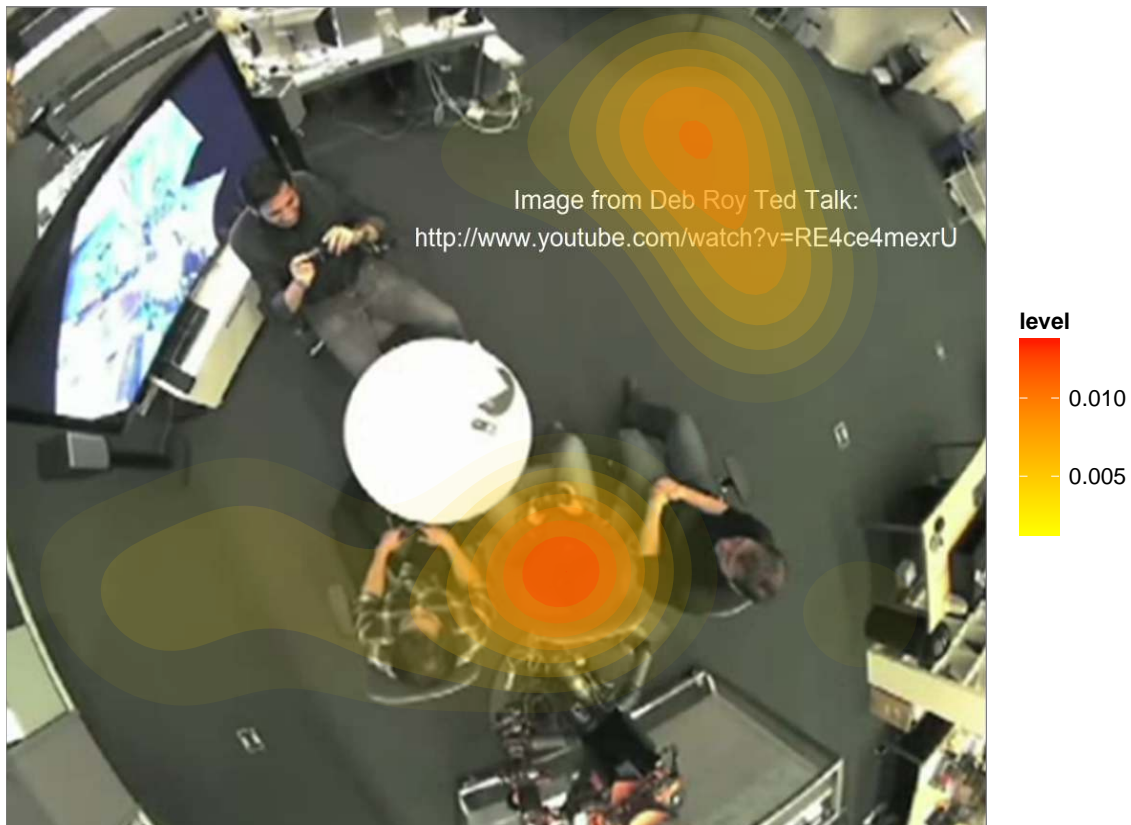 Image from Deb Roy Ted Talk:
http://www.youtube.com/watch?v=RE4ce4mexrU
level
0.010
0.005